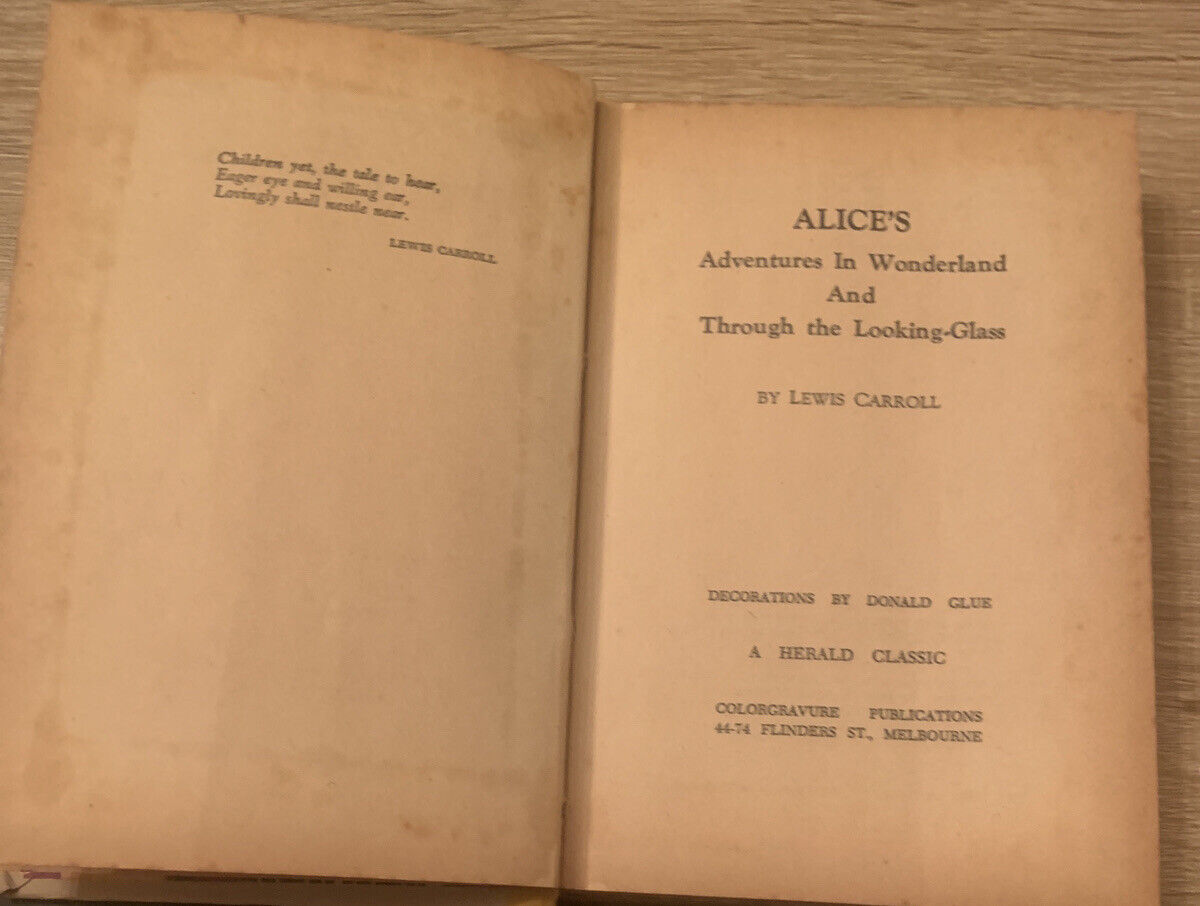 Children yet, the tale to hear,
Eager eye and willing ear,
Lovingly shall nestle near.
LEWIS CARROLL
ALICE'S
Adventures In Wonderland
And
Through the Looking-Glass
BY LEWIS CARROLL
DECORATIONS BY DONALD GLUE
A HERALD CLASSIC
COLORGRAVURE PUBLICATIONS
44-74 FLINDERS ST., MELBOURNE